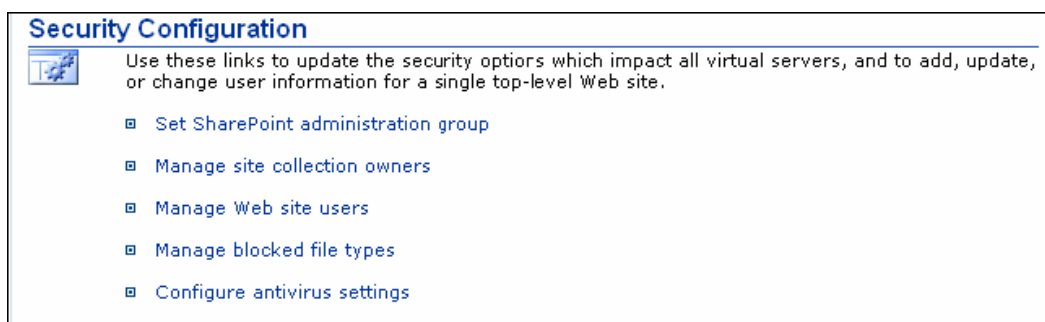 Security Configuration
Use these links to update the security options which impact all virtual servers, and to add, update,
or change user information for a single top-level Web site.
Set SharePoint administration group
Manage site collection owners
Manage Web site users
Manage blocked file types
Configure antivirus settings